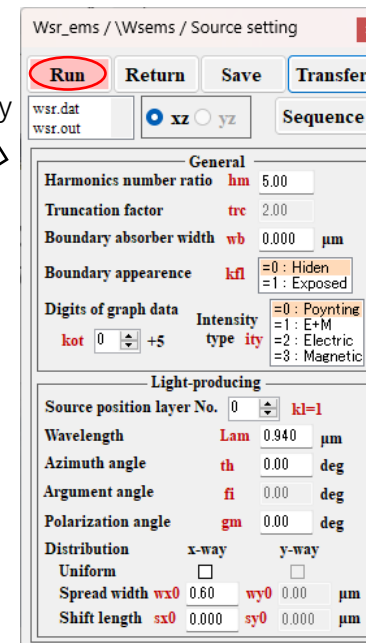 Wsr_ems / \Wsems / Source setting
Run Return Save Transfer
y
wsr.dat
wsr.out
xz yz Sequence
General
Harmonics number ratio hm 5.00
Truncation factor trc 2.00
Boundary absorber width wb 0.000 μm
Boundary appearence kfl =0 : Hiden
=1 : Exposed
Digits of graph data
kot 0 +5
Intensity
type ity
=0 : Poynting
=1 : E+M
=2 : Electric
=3 : Magnetic
Light-producing
Source position layer No. 0 kl=1
Wavelength Lam 0.940 μm
Azimuth angle th 0.00 deg
Argument angle fi 0.00 deg
Polarization angle gm 0.00 deg
Distribution x-way y-way
Uniform
Spread width wx0 0.60 wy0 0.00 μm
Shift length sx0 0.000 sy0 0.000 μm